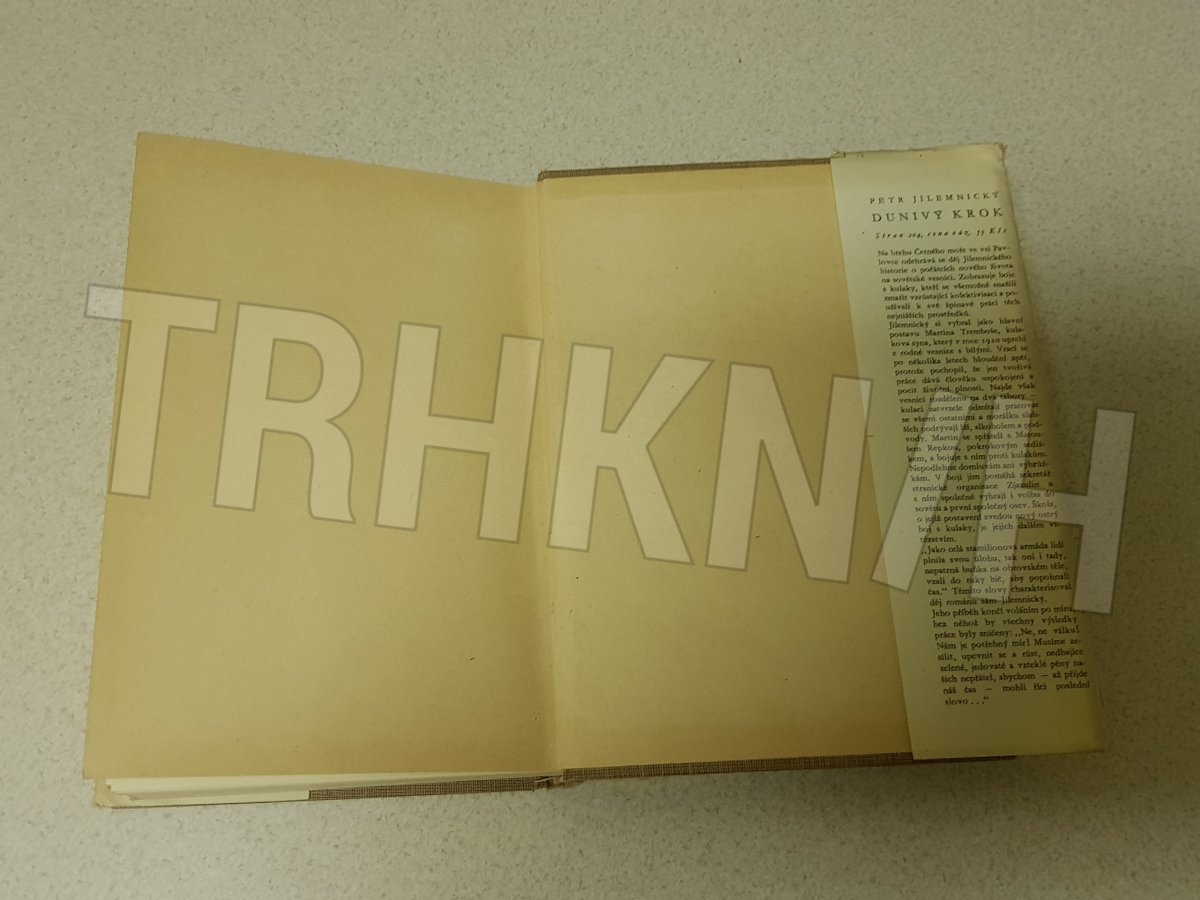 PETR JILEMNICKÝ
DUNIVÝ KROK
Stran 204, cena váz. 55 Kčs
Na břehu Černého moře ve vsi Pav-
lovce odehrává se děj Jilemnického
historie o počátcích nového života
na sovětské vesnici. Zobrazuje boje
s kulaky, kteří se všemožně snažili
zmařit vzrůstající kolektivisaci a po-
užívali k své špinavé práci těch
nejnižších prostředků.
Jilemnický si vybral jako hlavní
postavu Martina Tremboše, kula-
kova syna, který v roce 1920 uprchl
z rodné vesnice s bílými. Vrací se
po několika letech bloudění zpět,
protože pochopil, že jen tvořivá
práce dává člověku uspokojení a
pocit životní plnosti. Najde však
vesnici rozdělenu na dva tábory —
kulaci zatvrzele odmítají pracovat
se všemi ostatními a morálku slab-
ších podrývají lží, alkoholem a pod-
vody. Martin se spřátelí s Matou-
šem Repkou, pokrokovým sedlá-
kem, a bojuje s ním proti kulakům.
Nepodlehne domluvám ani výhrůž-
kám. V boji jim pomáhá sekretář
stranické organisace Zjazulin a
s ním společně vyhrají i volbu do
sovětu a první společný osev. Škola,
o jejíž postavení svedou nový ostrý
boj s kulaky, je jejich dalším ví-
tězstvím.
„Jako celá stamilionová armáda lidí
plnila svou úlohu, tak oni i tady,
nepatrná buňka na obrovském těle,
vzali do ruky bič, aby popohnali
čas.“ Těmito slovy charakterisoval
děj románu sám Jilemnický.
Jeho příběh končí voláním po míru,
bez něhož by všechny výsledky
práce byly zničeny: „Ne, ne válku!
Nám je potřebný mír! Musíme ze-
sílit, upevnit se a růst, nedbajíce
zelené, jedovaté a vzteklé pěny na-
šich nepřátel, abychom — až přijde
náš čas — mohli říci poslední
slovo . . .“
TRHKNIH